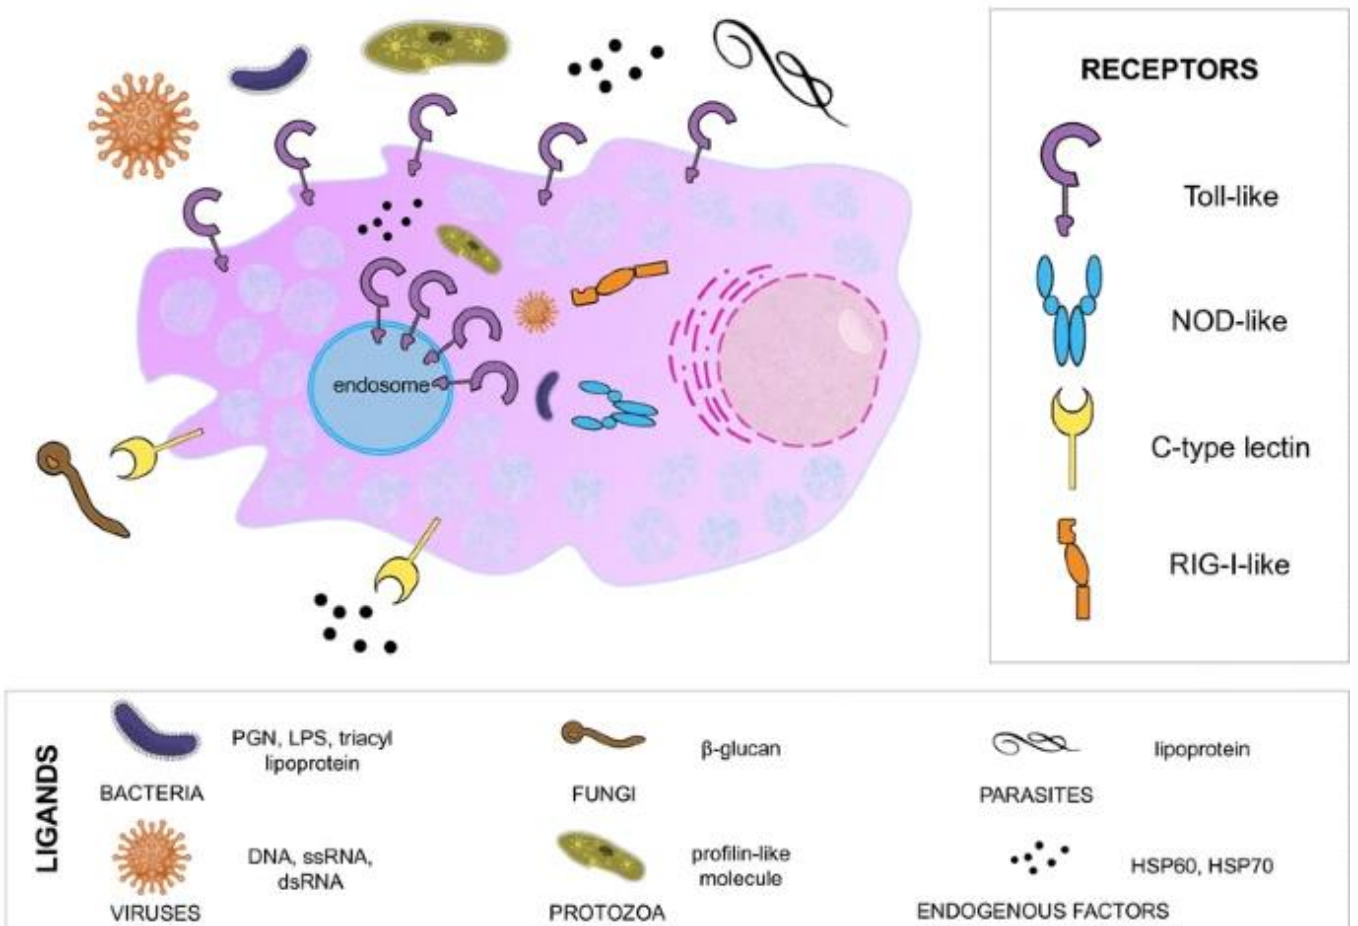 endosome
RECEPTORS
Toll-like
NOD-like
C-type lectin
RIG-I-like
LIGANDS
PGN, LPS, triacyl
lipoprotein
BACTERIA
β-glucan
FUNGI
lipoprotein
PARASITES
DNA, ssRNA,
dsRNA
VIRUSES
profilin-like
molecule
PROTOZOA
HSP60, HSP70
ENDOGENOUS FACTORS